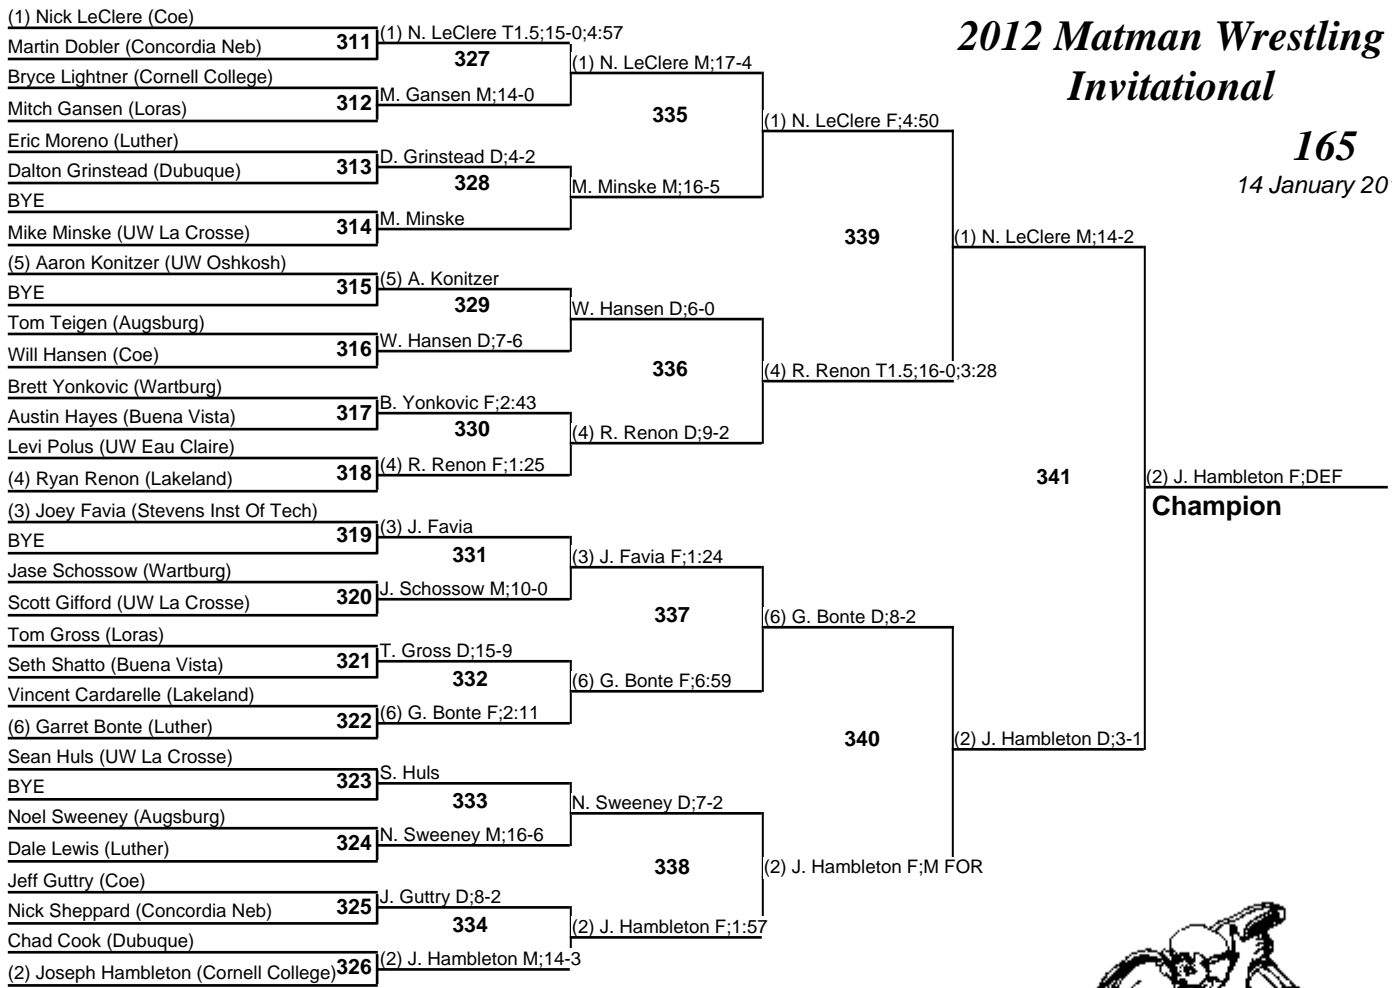 2012 Matman Wrestling
Invitational
165
14 January 201
(1) Nick LeClere (Coe)
Martin Dobler (Concordia Neb)
Bryce Lightner (Cornell College)
Mitch Gansen (Loras)
Eric Moreno (Luther)
Dalton Grinstead (Dubuque)
BYE
Mike Minske (UW La Crosse)
(5) Aaron Konitzer (UW Oshkosh)
BYE
Tom Teigen (Augsburg)
Will Hansen (Coe)
Brett Yonkovic (Wartburg)
Austin Hayes (Buena Vista)
Levi Polus (UW Eau Claire)
(4) Ryan Renon (Lakeland)
(3) Joey Favia (Stevens Inst Of Tech)
BYE
Jase Schossow (Wartburg)
Scott Gifford (UW La Crosse)
Tom Gross (Loras)
Seth Shatto (Buena Vista)
Vincent Cardarelle (Lakeland)
(6) Garret Bonte (Luther)
Sean Huls (UW La Crosse)
BYE
Noel Sweeney (Augsburg)
Dale Lewis (Luther)
Jeff Guttry (Coe)
Nick Sheppard (Concordia Neb)
Chad Cook (Dubuque)
(2) Joseph Hambleton (Cornell College)
311
312
313
314
315
316
317
318
319
320
321
322
323
324
325
326
(1) N. LeClere T1.5;15-0;4:57
327
M. Gansen M;14-0
D. Grinstead D;4-2
328
M. Minske
(5) A. Konitzer
329
W. Hansen D;7-6
B. Yonkovic F;2:43
330
(4) R. Renon F;1:25
(3) J. Favia
331
J. Schossow M;10-0
T. Gross D;15-9
332
(6) G. Bonte F;2:11
S. Huls
333
N. Sweeney M;16-6
J. Guttry D;8-2
334
(2) J. Hambleton M;14-3
(1) N. LeClere M;17-4
335
M. Minske M;16-5
W. Hansen D;6-0
336
(4) R. Renon D;9-2
(3) J. Favia F;1:24
337
(6) G. Bonte F;6:59
N. Sweeney D;7-2
338
(2) J. Hambleton F;1:57
(1) N. LeClere F;4:50
339
(4) R. Renon T1.5;16-0;3:28
(6) G. Bonte D;8-2
340
(2) J. Hambleton F;M FOR
(1) N. LeClere M;14-2
341
(2) J. Hambleton D;3-1
(2) J. Hambleton F;DEF
Champion